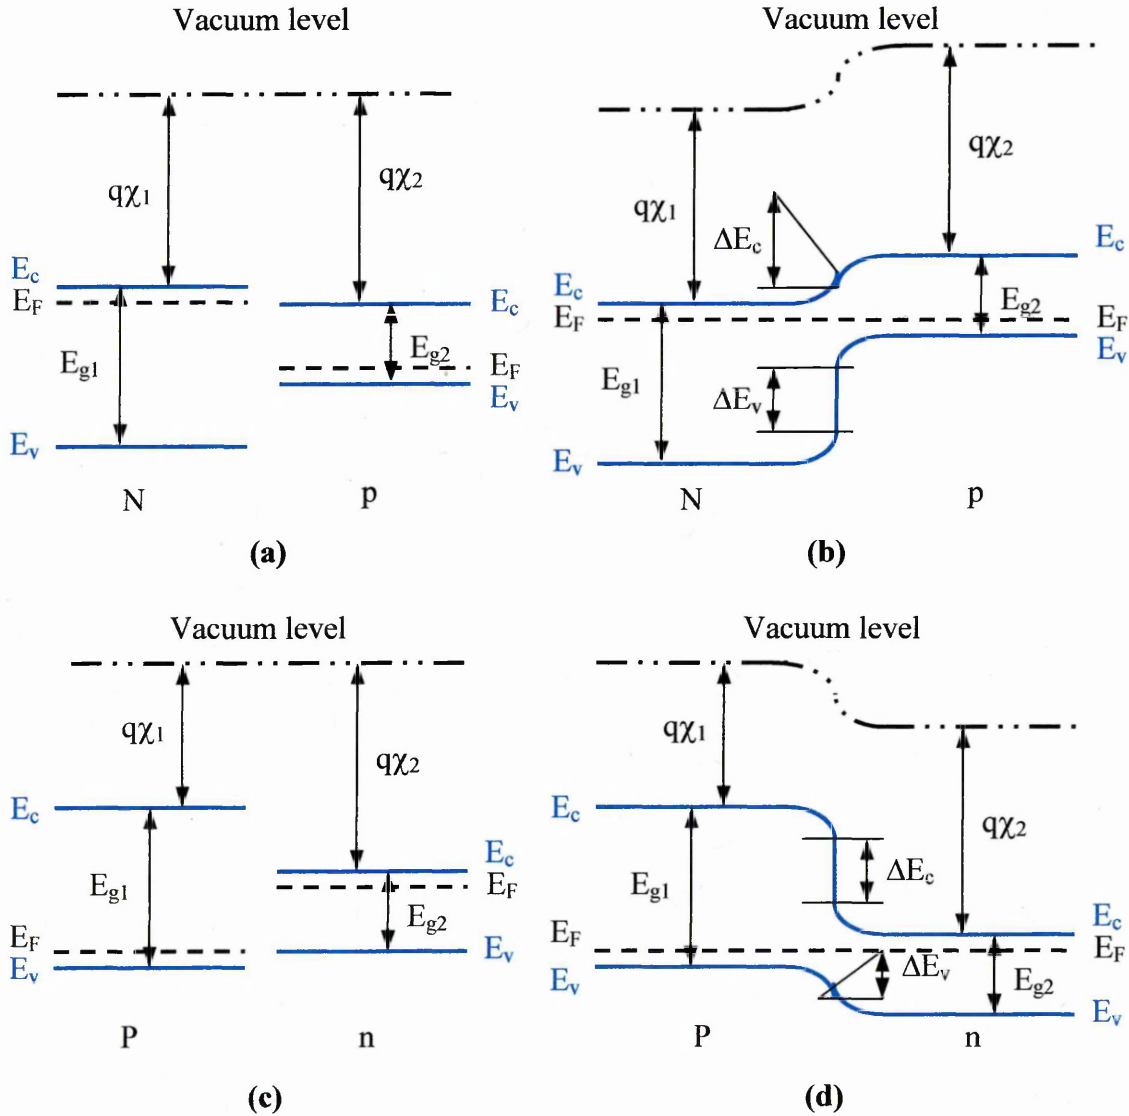 Vacuum level
qχ1
qχ2
Ec
EF
Ec
Eg1
Eg2
EF
Ev
Ev
N
p
(a)
Vacuum level
qχ2
qχ1
ΔEc
Ec
Ec
Eg2
EF
EF
Ev
Eg1
ΔEv
Ev
N
p
(b)
Vacuum level
qχ1
qχ2
Ec
Ec
EF
Eg1
Eg2
EF
Ev
Ev
P
n
(c)
Vacuum level
qχ1
Ec
qχ2
ΔEc
Eg1
Ec
EF
EF
ΔEv
Ev
Eg2
Ev
P
n
(d)